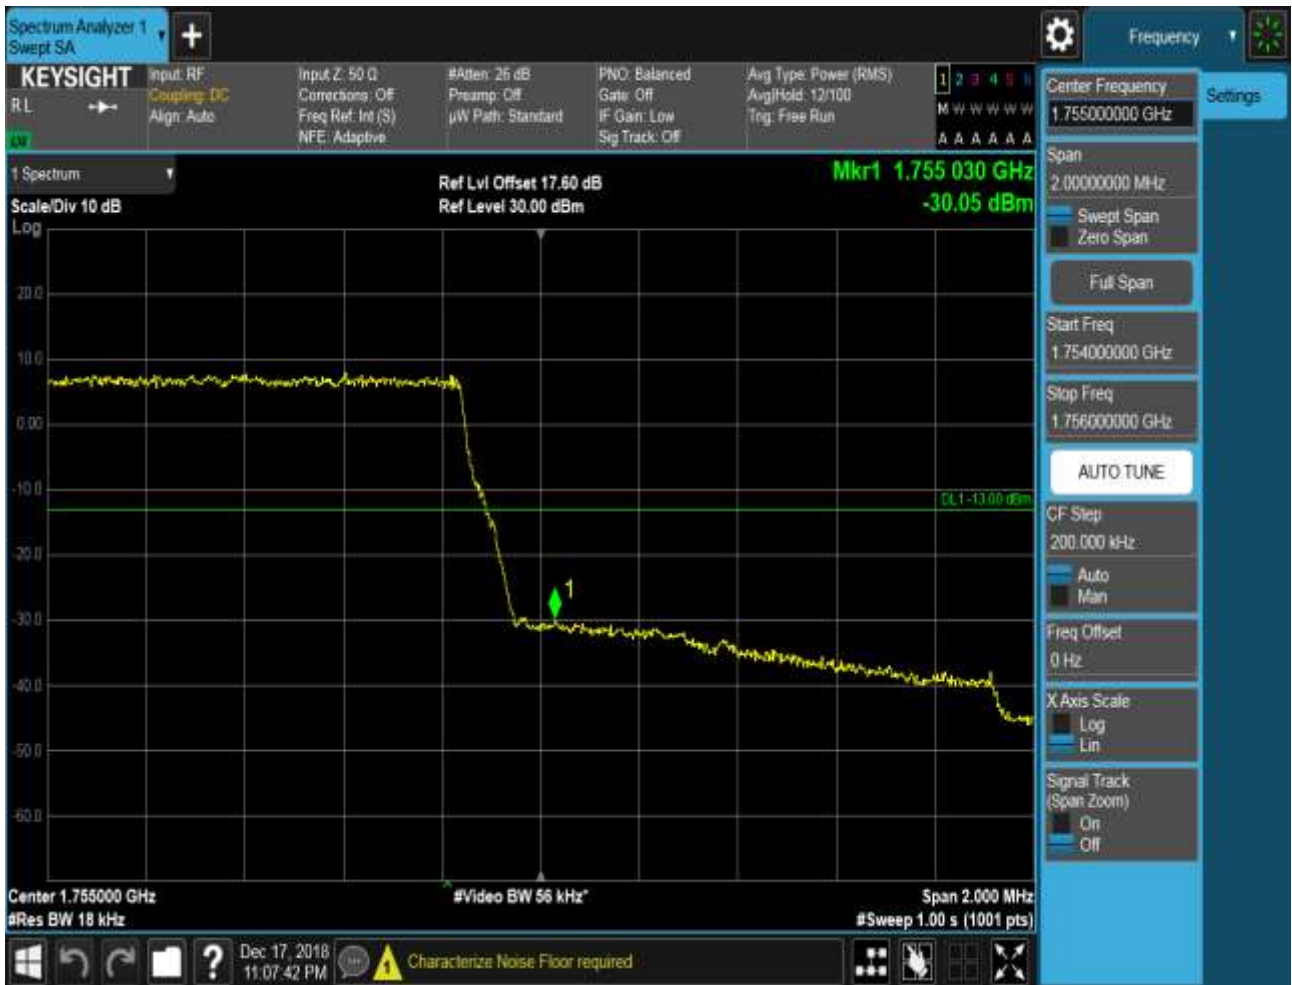 Spectrum Analyzer 1
Swept SA
+
Frequency
KEYSIGHT
RL
LXI
Input: RF
Coupling: DC
Align: Auto
Input Z: 50 Ω
Corrections: Off
Freq Ref: Int (S)
NFE: Adaptive
#Atten: 26 dB
Preamp: Off
µW Path: Standard
PNO: Balanced
Gate: Off
IF Gain: Low
Sig Track: Off
Avg Type: Power (RMS)
Avg|Hold: 12/100
Trig: Free Run
1 2 3 4 5 6
M W W W W W
A A A A A A
1 Spectrum
Scale/Div 10 dB
Log
Ref Lvl Offset 17.60 dB
Ref Level 30.00 dBm
Mkr1 1.755 030 GHz
-30.05 dBm
20.0
10.0
0.00
-10.0
-20.0
-30.0
-40.0
-50.0
-60.0
DL1 -13.00 dBm
1
Center 1.755000 GHz
#Res BW 18 kHz
#Video BW 56 kHz*
Span 2.000 MHz
#Sweep 1.00 s (1001 pts)
Center Frequency
1.755000000 GHz
Settings
Span
2.00000000 MHz
Swept Span
Zero Span
Full Span
Start Freq
1.754000000 GHz
Stop Freq
1.756000000 GHz
AUTO TUNE
CF Step
200.000 kHz
Auto
Man
Freq Offset
0 Hz
X Axis Scale
Log
Lin
Signal Track
(Span Zoom)
On
Off
?
Dec 17, 2018
11:07:42 PM
1
Characterize Noise Floor required